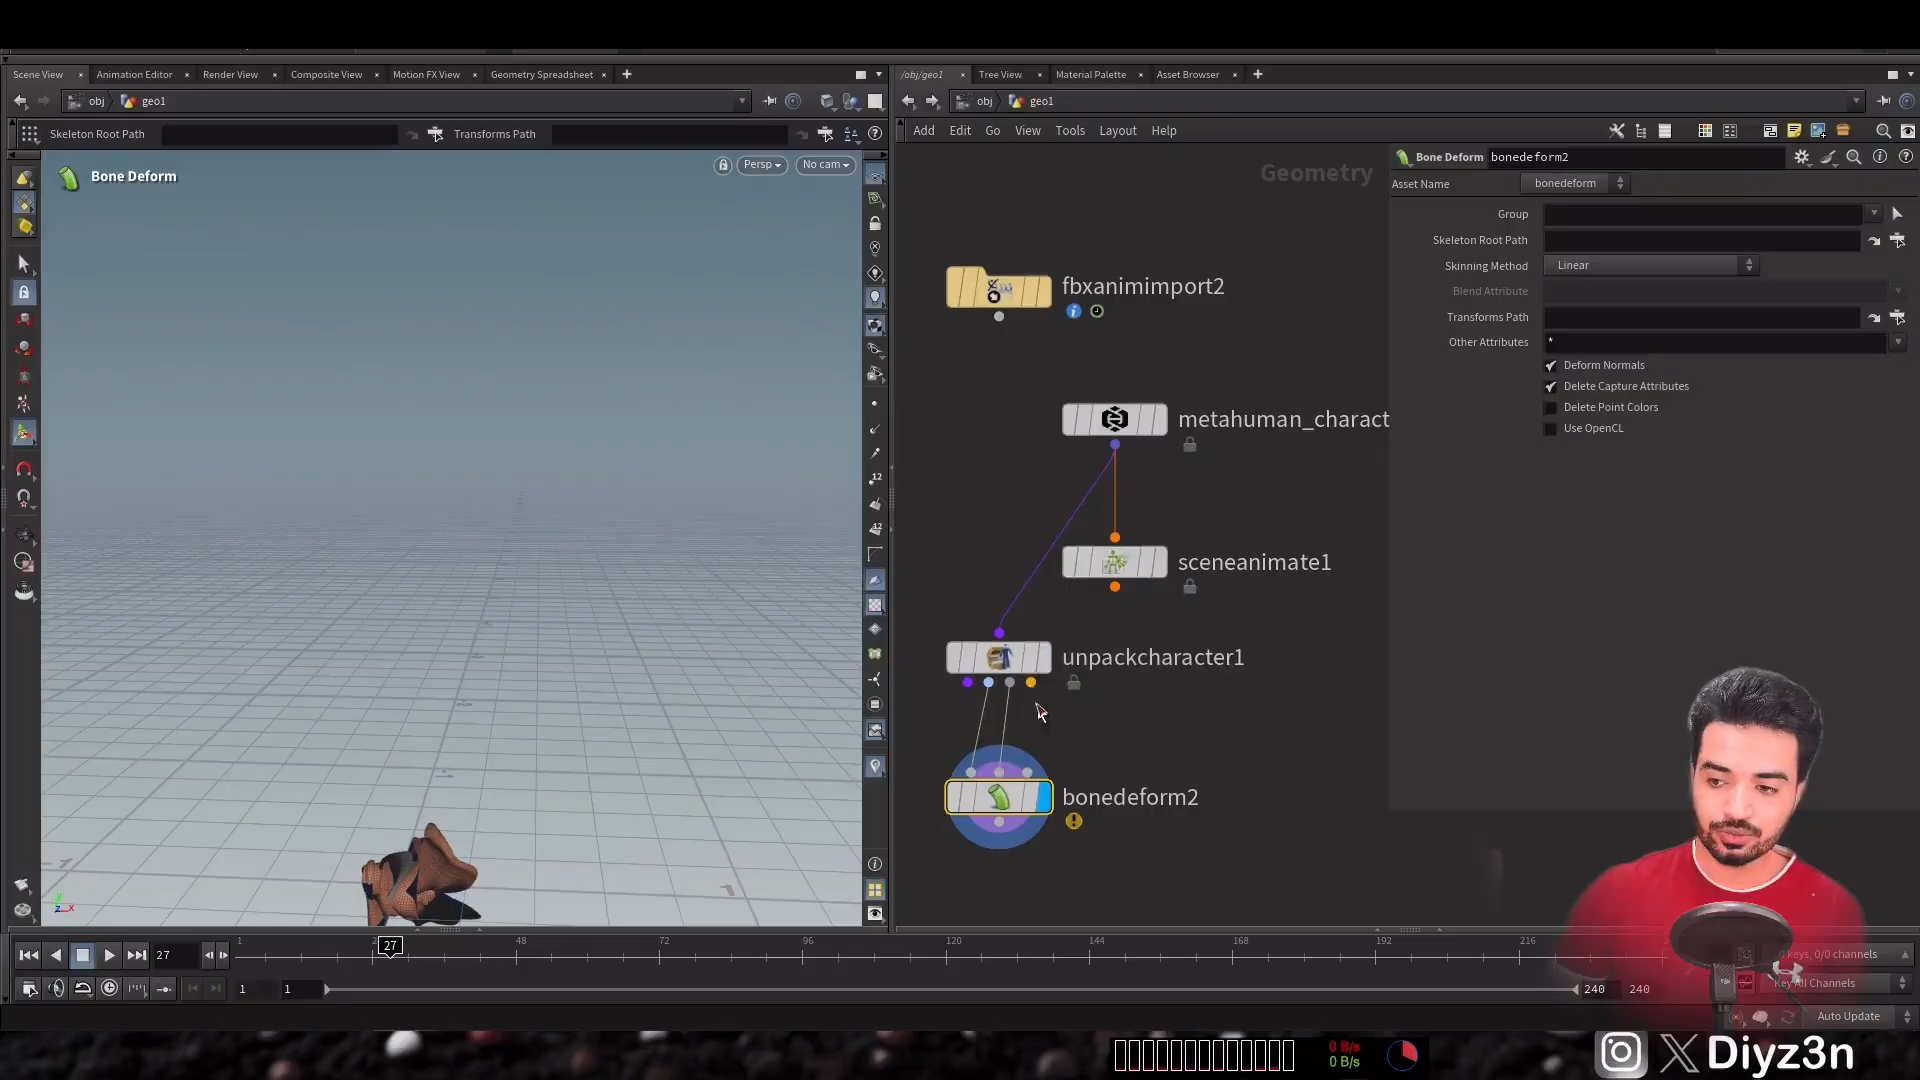 Scene View
Animation Editor
Render View
Composite View
Motion FX View
Geometry Spreadsheet
/obj/geo1
Tree View
Material Palette
Asset Browser
obj
geo1
obj
geo1
Skeleton Root Path
Transforms Path
Add
Edit
Go
View
Tools
Layout
Help
Bone Deform
Persp
No cam
Geometry
Bone Deform
bonedeform2
Asset Name
bonedeform
Group
Skeleton Root Path
Skinning Method
Linear
Blend Attribute
Transforms Path
Other Attributes
*
Deform Normals
Delete Capture Attributes
Delete Point Colors
Use OpenCL
fbxanimimport2
metahuman_charact
sceneanimate1
unpackcharacter1
bonedeform2
12
12
y
z
x
27
1
27
48
72
96
120
144
168
192
216
1
1
240
240
0 keys, 0/0 channels
Key All Channels
Auto Update
0 B/s
0 B/s
Diyz3n